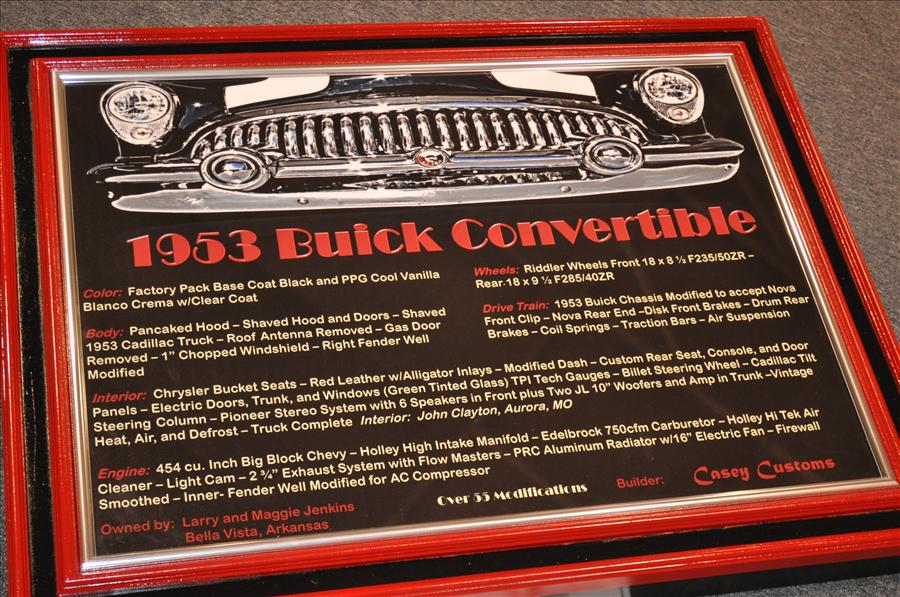 1953 Buick Convertible
Color: Factory Pack Base Coat Black and PPG Cool Vanilla
Blanco Crema w/Clear Coat
Body: Pancaked Hood – Shaved Hood and Doors – Shaved
1953 Cadillac Truck – Roof Antenna Removed – Gas Door
Removed – 1” Chopped Windshield – Right Fender Well
Modified
Wheels: Riddler Wheels Front 18 x 8 ½ F235/50ZR –
Rear 18 x 9 ½ F285/40ZR
Drive Train: 1953 Buick Chassis Modified to accept Nova
Front Clip – Nova Rear End –Disk Front Brakes – Drum Rear
Brakes – Coil Springs – Traction Bars – Air Suspension
Interior: Chrysler Bucket Seats – Red Leather w/Alligator Inlays – Modified Dash – Custom Rear Seat, Console, and Door
Panels – Electric Doors, Trunk, and Windows (Green Tinted Glass) TPI Tech Gauges – Billet Steering Wheel – Cadillac Tilt
Steering Column – Pioneer Stereo System with 6 Speakers in Front plus Two JL 10” Woofers and Amp in Trunk –Vintage
Heat, Air, and Defrost – Truck Complete Interior: John Clayton, Aurora, MO
Engine: 454 cu. Inch Big Block Chevy – Holley High Intake Manifold – Edelbrock 750cfm Carburetor – Holley Hi Tek Air
Cleaner – Light Cam – 2 ¾” Exhaust System with Flow Masters – PRC Aluminum Radiator w/16” Electric Fan – Firewall
Smoothed – Inner- Fender Well Modified for AC Compressor
Over 55 Modifications
Builder: Casey Customs
Owned by: Larry and Maggie Jenkins
Bella Vista, Arkansas